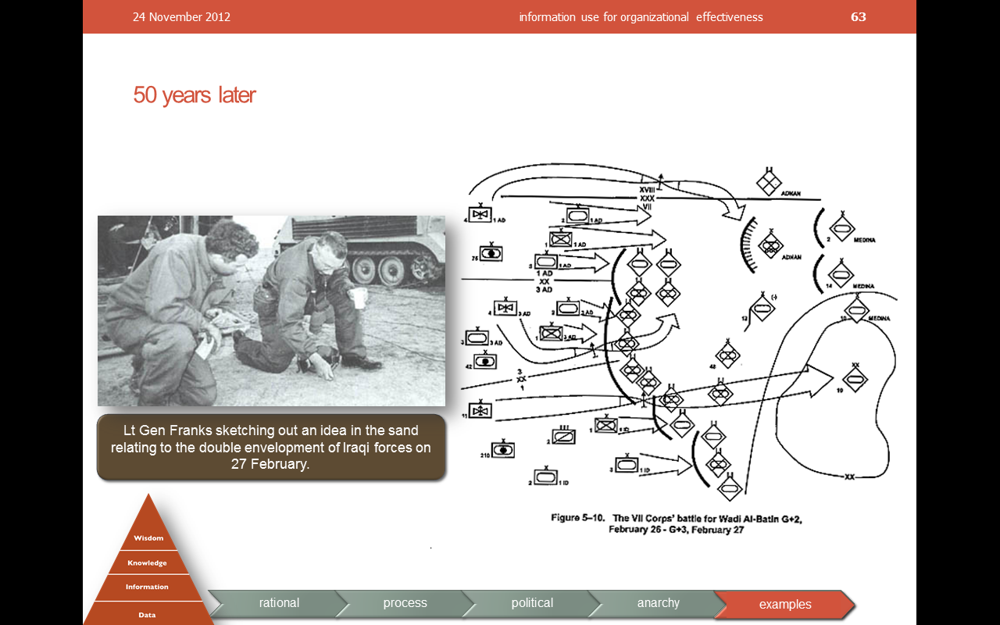 24 November 2012
information use for organizational effectiveness
63
50 years later
XVIII
XXX
VII
ADNAN
4
X
1 AD
2
X
1 AD
X
2
MEDINA
1
X
1 AD
X
ADNAN
75
X
3
X
1 AD
1 AD
XX
3 AD
X
14
MEDINA
4
X
3 AD
2
X
3 AD
X
(-)
12
X
10
MEDINA
3
X
3 AD
1
X
3 AD
42
X
X
48
3
XX
1
XX
10
11
X
1
X
1 ID
2
III
210
X
3
X
1 ID
2
X
1 ID
XX
Figure 5–10. The VII Corps' battle for Wadi Al-Batin G+2,
February 26 - G+3, February 27
Lt Gen Franks sketching out an idea in the sand
relating to the double envelopment of Iraqi forces on
27 February.
Wisdom
Knowledge
Information
Data
rational
process
political
anarchy
examples